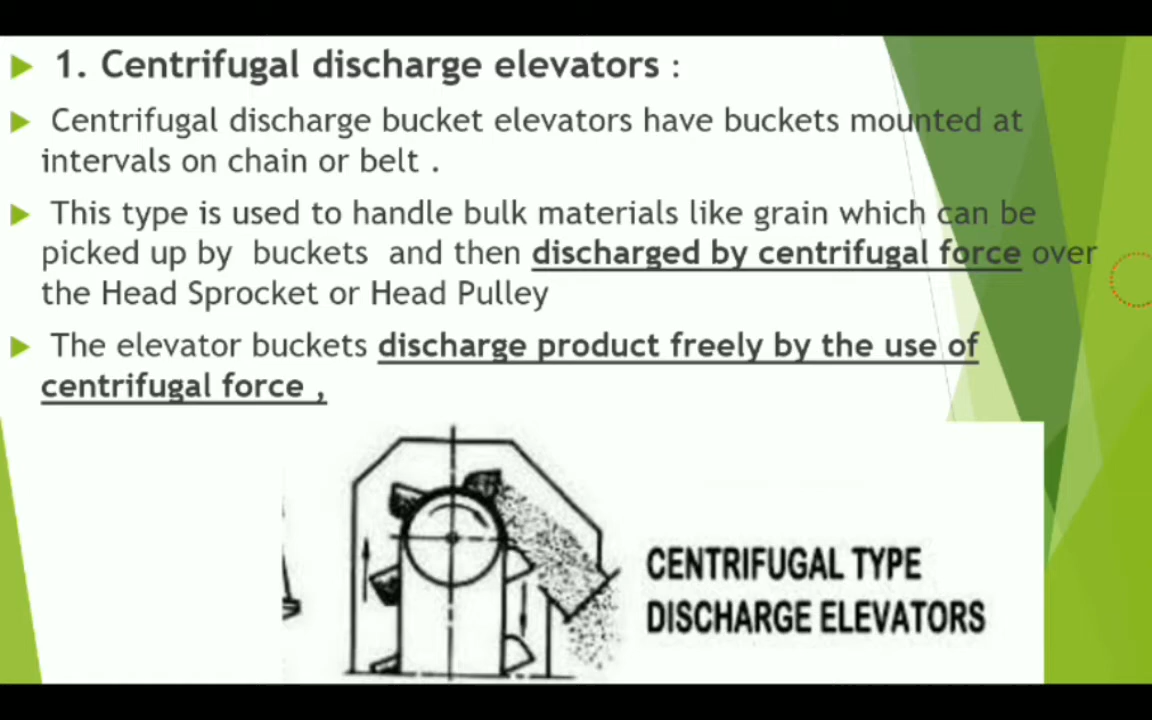 1. Centrifugal discharge elevators :
Centrifugal discharge bucket elevators have buckets mounted at
intervals on chain or belt .
This type is used to handle bulk materials like grain which can be
picked up by buckets and then discharged by centrifugal force over
the Head Sprocket or Head Pulley
The elevator buckets discharge product freely by the use of
centrifugal force ,
CENTRIFUGAL TYPE
DISCHARGE ELEVATORS